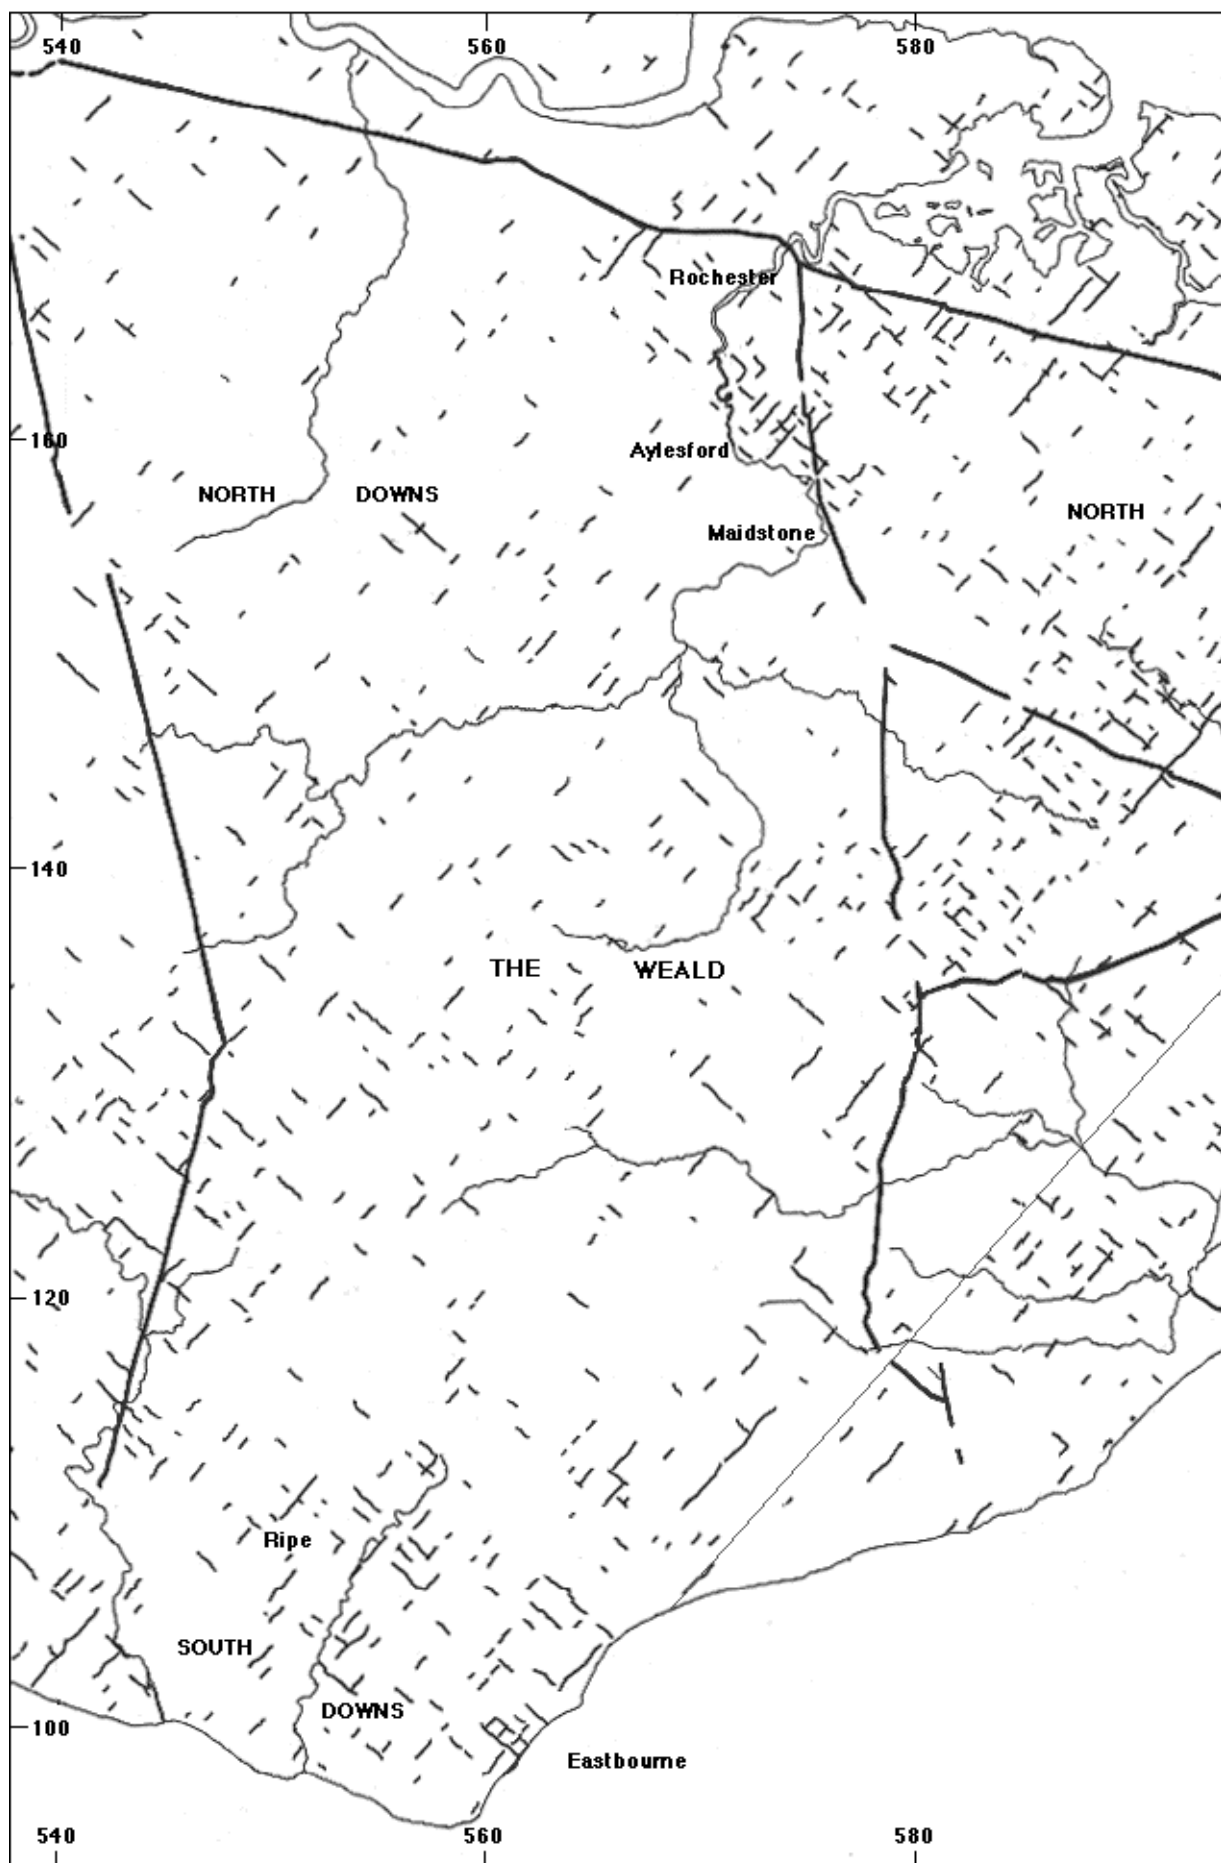 540 560 580
Rochester
160
Aylesford
NORTH DOWNS
NORTH
Maidstone
140
THE WEALD
120
Ripe
SOUTH
DOWNS
100
Eastbourne
540 560 580